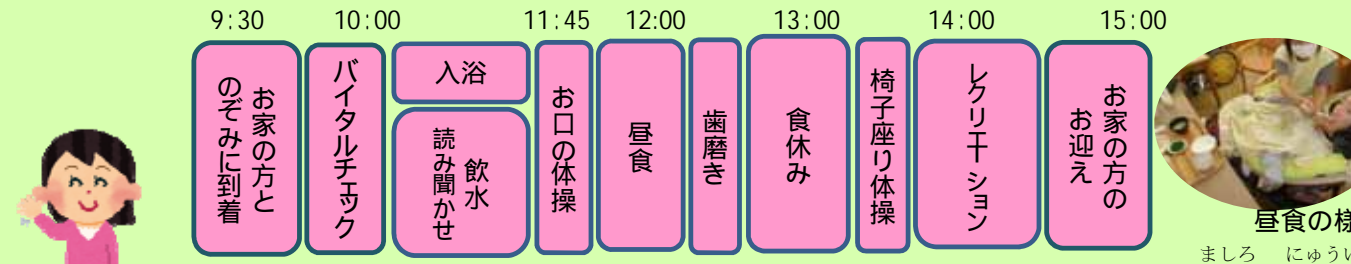 9:30 10:00 11:45 12:00 13:00 14:00 15:00
お家の方と
のぞみに到着
バイタルチェック
入浴
飲水
読み聞かせ
お口の体操
昼食
歯磨き
食休み
椅子座り体操
レクリエーション
お家の方の
お迎え
昼食の様
ましろ にゅうい